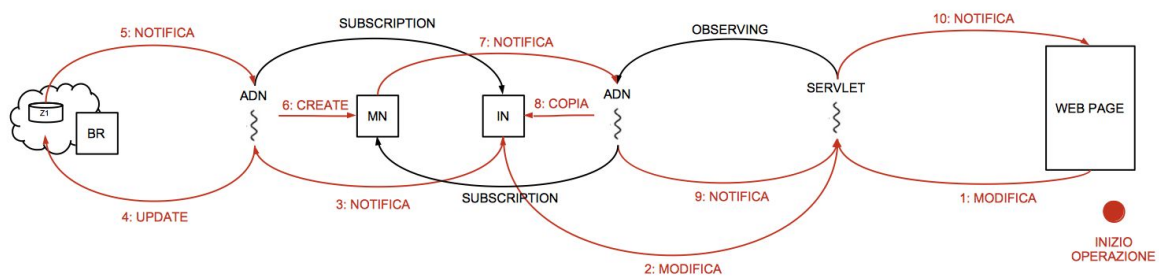 5: NOTIFICA
SUBSCRIPTION
7: NOTIFICA
OBSERVING
10: NOTIFICA
Z1
BR
ADN
6: CREATE
MN
IN
8: COPIA
ADN
SERVLET
WEB PAGE
4: UPDATE
3: NOTIFICA
SUBSCRIPTION
9: NOTIFICA
1: MODIFICA
2: MODIFICA
INIZIO
OPERAZIONE